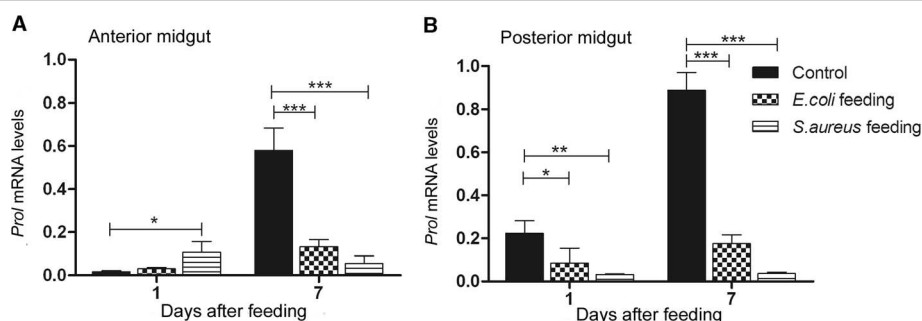 A
Anterior midgut
Prol mRNA levels
1.0
0.8
0.6
0.4
0.2
0.0
*
***
***
1
7
Days after feeding
B
Posterior midgut
Prol mRNA levels
1.0
0.8
0.6
0.4
0.2
0.0
**
*
***
***
1
7
Days after feeding
Control
E.coli feeding
S.aureus feeding